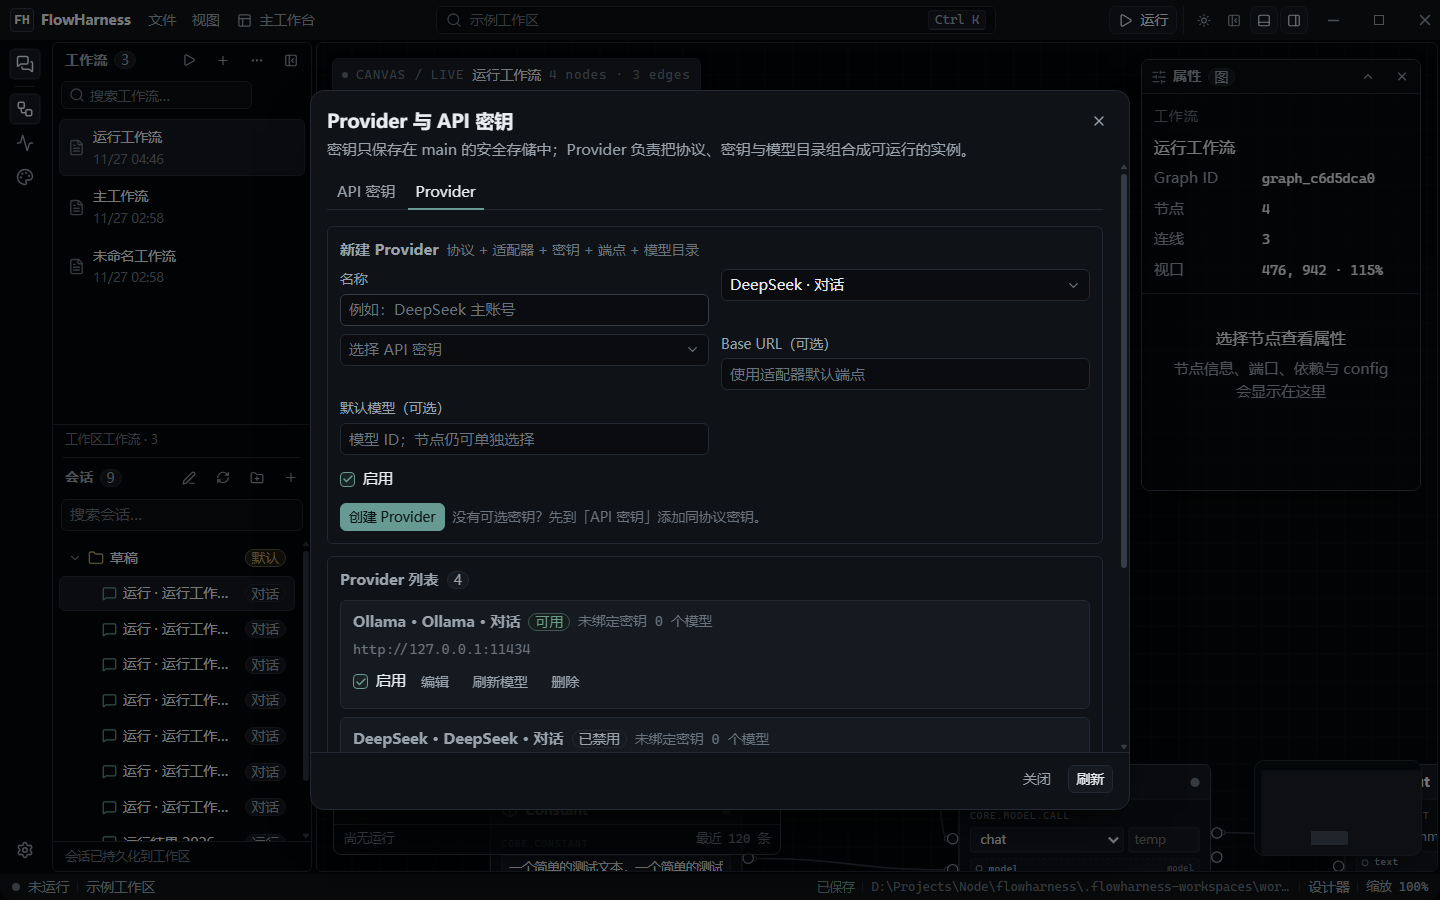 FH FlowHarness 文件 视图 主工作台 示例工作区 Ctrl K 运行
工作流 3
搜索工作流...
运行工作流
11/27 04:46
主工作流
11/27 02:58
未命名工作流
11/27 02:58
工作区工作流 · 3
会话 9
搜索会话...
草稿 默认
运行 · 运行工作... 对话
运行 · 运行工作... 对话
运行 · 运行工作... 对话
运行 · 运行工作... 对话
运行 · 运行工作... 对话
运行 · 运行工作... 对话
运行 · 运行工作... 对话
会话已持久化到工作区
CANVAS / LIVE 运行工作流 4 nodes · 3 edges
Provider 与 API 密钥
密钥只保存在 main 的安全存储中；Provider 负责把协议、密钥与模型目录组合成可运行的实例。
API 密钥 Provider
新建 Provider 协议 + 适配器 + 密钥 + 端点 + 模型目录
名称
例如：DeepSeek 主账号
DeepSeek · 对话
选择 API 密钥
Base URL（可选）
使用适配器默认端点
默认模型（可选）
模型 ID；节点仍可单独选择
启用
创建 Provider 没有可选密钥？先到「API 密钥」添加同协议密钥。
Provider 列表 4
Ollama • Ollama • 对话 可用 未绑定密钥 0 个模型
http://127.0.0.1:11434
启用 编辑 刷新模型 删除
DeepSeek • DeepSeek • 对话 已禁用 未绑定密钥 0 个模型
关闭 刷新
属性 图
工作流
运行工作流
Graph ID graph_c6d5dca0
节点 4
连线 3
视口 476, 942 · 115%
选择节点查看属性
节点信息、端口、依赖与 config
会显示在这里
Constant
尚无运行 最近 120 条
CORE.CONSTANT
一个简单的测试文本，一个简单的测试
CORE.MODEL.CALL
chat temp
model model
text
未运行 示例工作区 已保存 D:\Projects\Node\flowharness\.flowharness-workspaces\wor... 设计器 缩放 100%